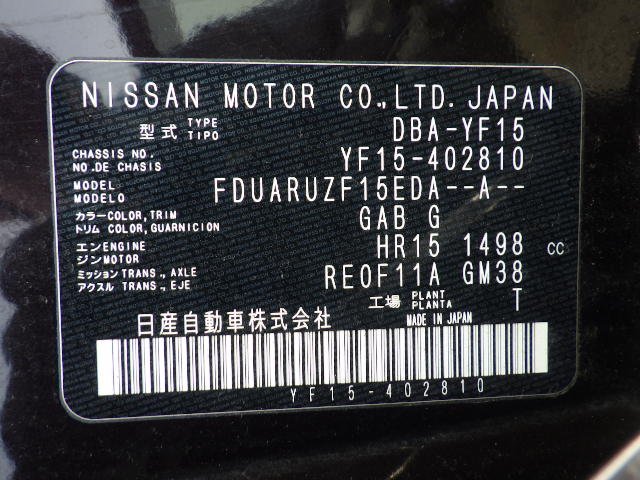 NISSAN MOTOR CO.,LTD. JAPAN
型式 TYPE TIPO DBA-YF15
CHASSIS NO. NO.DE CHASIS YF15-402810
MODEL MODELO FDUARUZF15EDA--A--
カラー COLOR, TRIM トリム COLOR, GUARNICION GAB G
エンジン ENGINE MOTOR HR15 1498 CC
ミッション TRANS., AXLE アクスル TRANS., EJE RE0F11A GM38
工場 PLANT PLANTA T
日産自動車株式会社 MADE IN JAPAN
YF15-402810